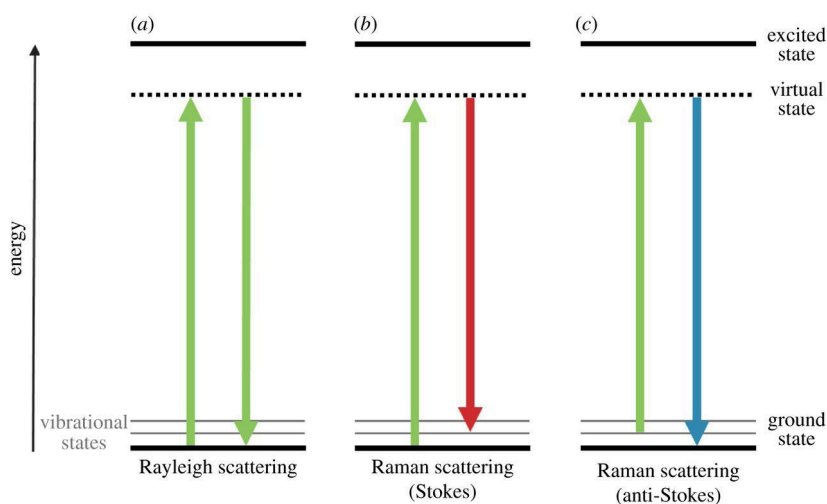 (a)
(b)
(c)
excited
state
virtual
state
energy
vibrational
states
ground
state
Rayleigh scattering
Raman scattering
(Stokes)
Raman scattering
(anti-Stokes)